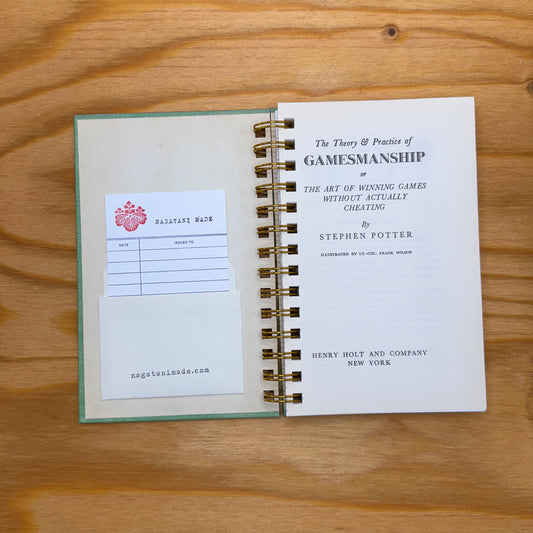 NAGATANI MADE
DATE ISSUED TO
nagatanimade.com
The Theory & Practice of
GAMESMANSHIP
or
THE ART OF WINNING GAMES
WITHOUT ACTUALLY
CHEATING
By
STEPHEN POTTER
ILLUSTRATED BY LT.-COL. FRANK WILSON
HENRY HOLT AND COMPANY
NEW YORK